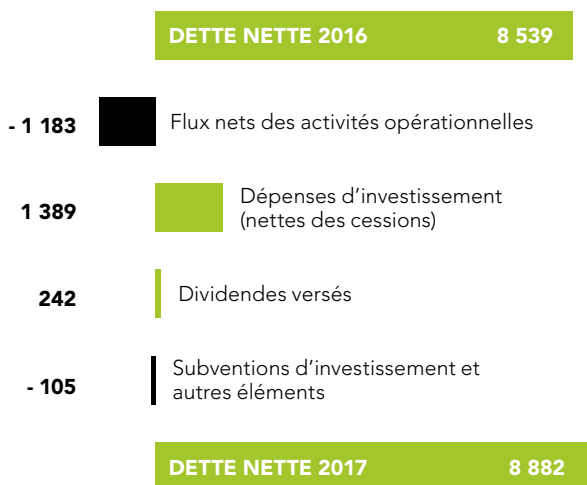 DETTE NETTE 2016 8 539
- 1 183 Flux nets des activités opérationnelles
1 389 Dépenses d’investissement
(nettes des cessions)
242 Dividendes versés
- 105 Subventions d’investissement et
autres éléments
DETTE NETTE 2017 8 882